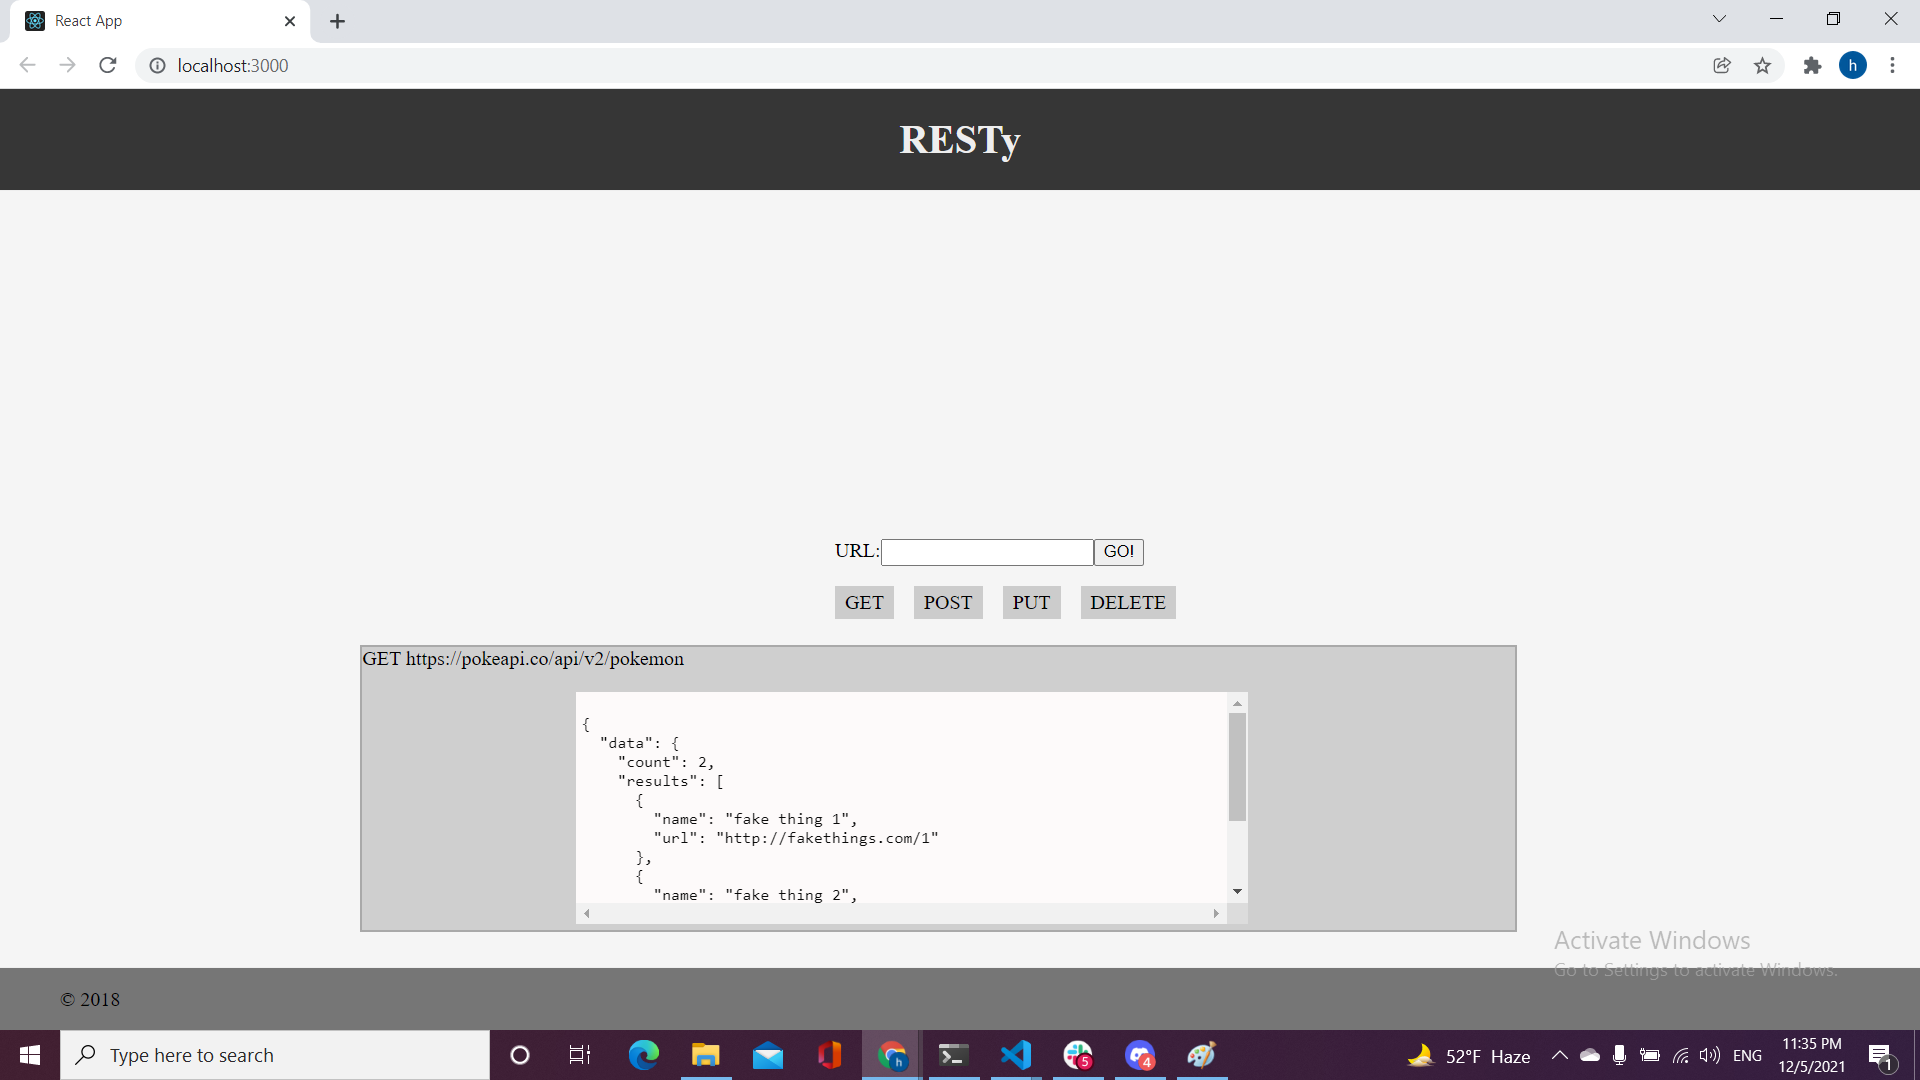 React App
localhost:3000
h
RESTy
URL:
GO!
GET POST PUT DELETE
GET https://pokeapi.co/api/v2/pokemon
{
  "data": {
    "count": 2,
    "results": [
      {
        "name": "fake thing 1",
        "url": "http://fakethings.com/1"
      },
      {
        "name": "fake thing 2",
Activate Windows
Go to Settings to activate Windows.
© 2018
Type here to search
h
5
4
52°F Haze
ENG
11:35 PM
12/5/2021
1